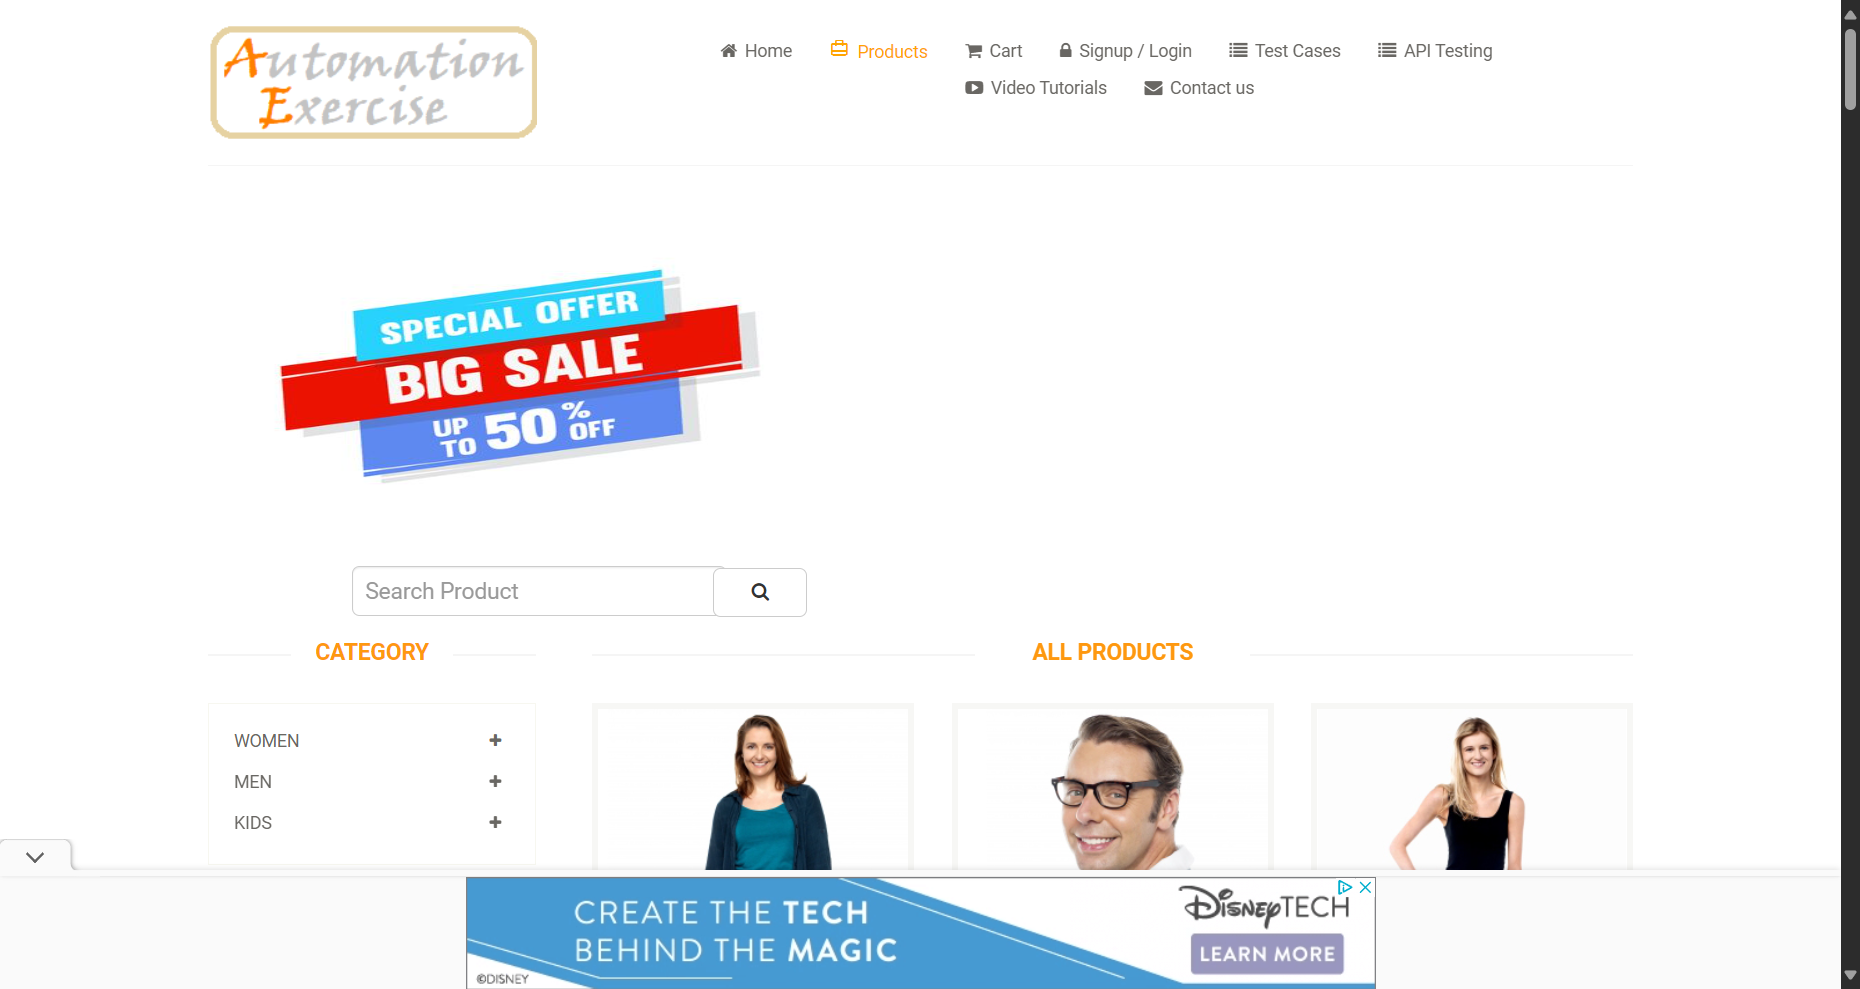 Automation
Exercise
Home
Products
Cart
Signup / Login
Test Cases
API Testing
Video Tutorials
Contact us
SPECIAL OFFER
BIG SALE
UP TO 50% OFF
Search Product
CATEGORY
ALL PRODUCTS
WOMEN
MEN
KIDS
CREATE THE TECH
BEHIND THE MAGIC
©DISNEY
DISNEYTECH
LEARN MORE